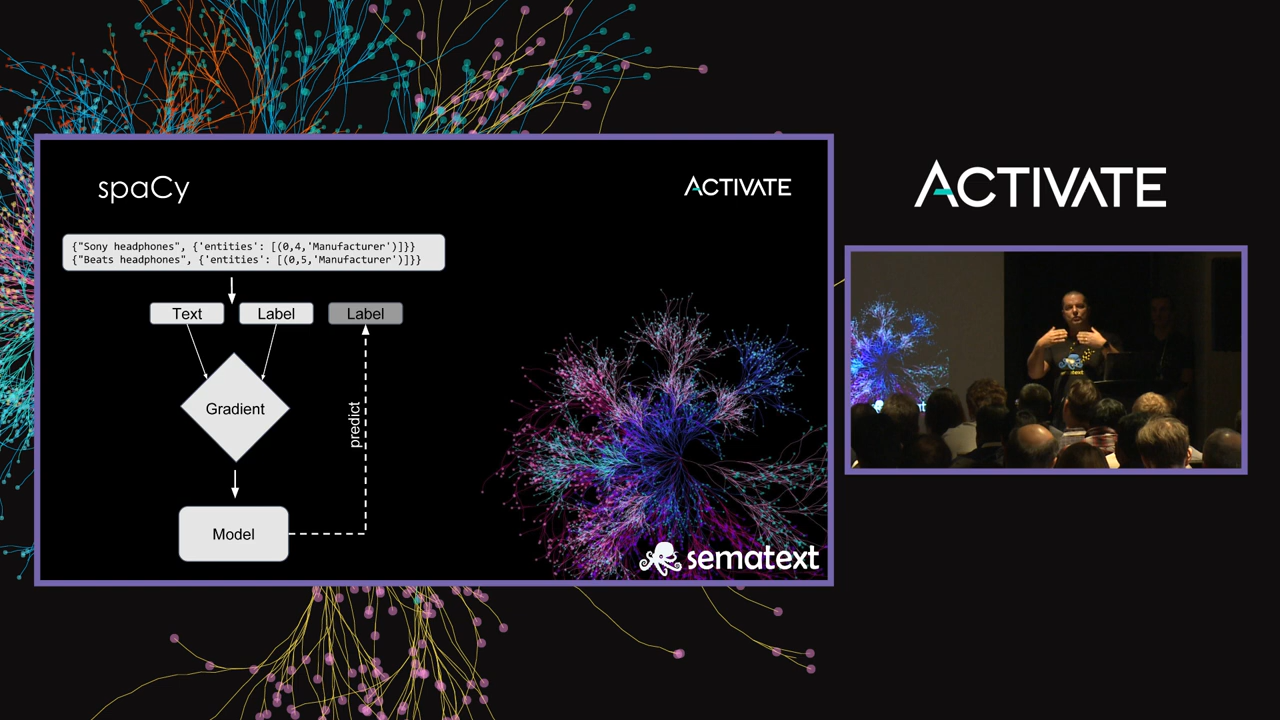 spaCy
ACTIVATE
{"Sony headphones", {'entities': [(0,4,'Manufacturer')]}}
{"Beats headphones", {'entities': [(0,5,'Manufacturer')]}}
Text
Label
Label
Gradient
predict
Model
sematext
ACTIVATE